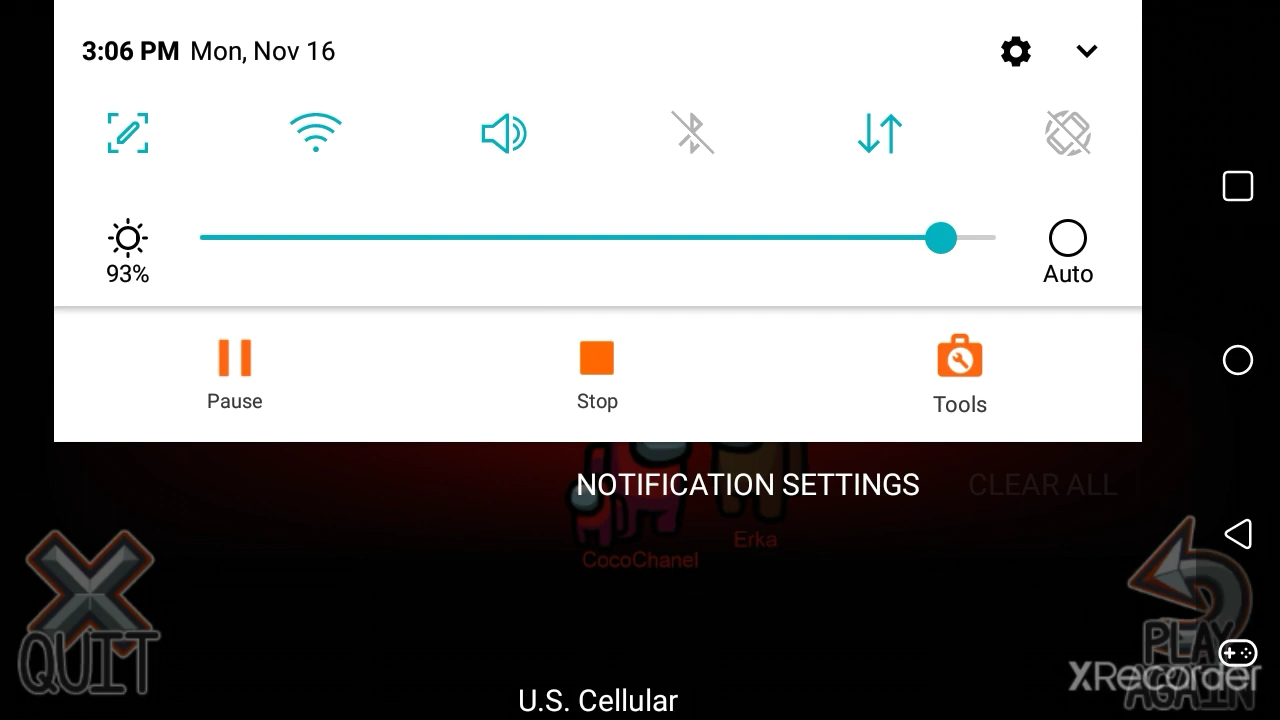 3:06 PM Mon, Nov 16
93%
Auto
Pause
Stop
Tools
NOTIFICATION SETTINGS
CLEAR ALL
Erka
CocoChanel
QUIT
PLAY
AGAIN
XRecorder
U.S. Cellular